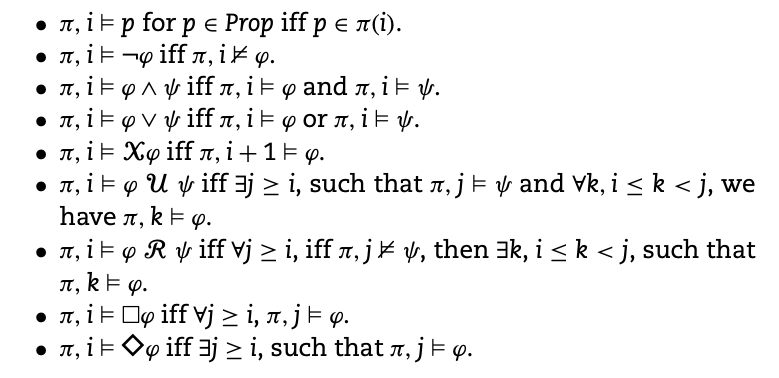 • π, i ⊨ p for p ∈ Prop iff p ∈ π(i).
• π, i ⊨ ¬φ iff π, i ⊭ φ.
• π, i ⊨ φ ∧ ψ iff π, i ⊨ φ and π, i ⊨ ψ.
• π, i ⊨ φ ∨ ψ iff π, i ⊨ φ or π, i ⊨ ψ.
• π, i ⊨ 𝒳φ iff π, i + 1 ⊨ φ.
• π, i ⊨ φ 𝒰 ψ iff ∃j ≥ i, such that π, j ⊨ ψ and ∀k, i ≤ k < j, we
have π, k ⊨ φ.
• π, i ⊨ φ ℛ ψ iff ∀j ≥ i, iff π, j ⊭ ψ, then ∃k, i ≤ k < j, such that
π, k ⊨ φ.
• π, i ⊨ □φ iff ∀j ≥ i, π, j ⊨ φ.
• π, i ⊨ ◇φ iff ∃j ≥ i, such that π, j ⊨ φ.